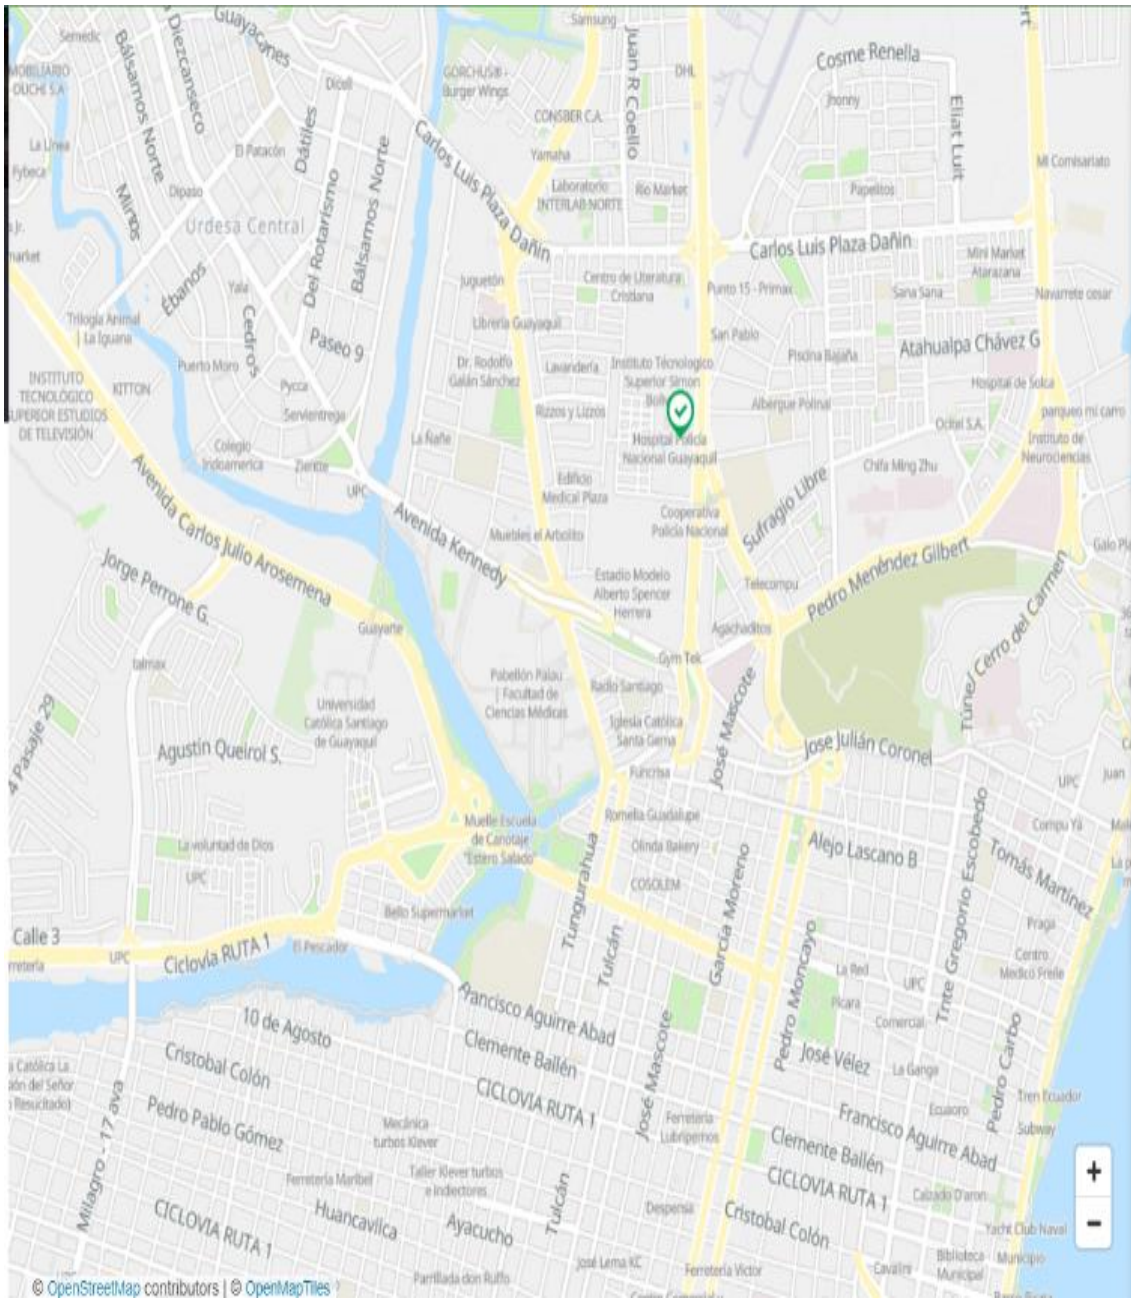 Samsung
Guayacanes
Semedic
Diezcanseco
Bálsamos Norte
Juan R Coello
Cosme Renella
DHL
GORCHUS® -
Burger Wings
Dicell
Jhonny
Eliat Luit
CONSBER C.A.
Carlos Luis Plaza Dañin
La Línea
El Patacón
Dátiles
Yamaha
Mi Comisariato
Fybeca
Dipaso
Laboratorio
INTERLAB NORTE
Rio Market
Papelitos
Mirtos
Urdesa Central
Del Rotarismo
Bálsamos Norte
Carlos Luis Plaza Dañin
Mini Market
Atarazana
Ébanos
Yala
Juguetón
Centro de Literatura
Cristiana
Punto 15 - Primax
Sana Sana
Navarrete cesar
Trilogía Animal
| La Iguana
Cedros
Paseo 9
Librería Guayaquil
San Pablo
Atahualpa Chávez G
Puerto Moro
Dr. Rodolfo
Galán Sánchez
Lavandería
Instituto Técnologico
Superior Simon
Piscina Bajaña
INSTITUTO
TECNOLÓGICO
SUPERIOR ESTUDIOS
DE TELEVISIÓN
KITTON
Pycca
Hospital de Solca
Servientrega
Rizzos y Lizzos
Albergue Polinal
parqueo mi carro
La Ñañe
Hospital Policía
Nacional Guayaquil
Instituto de
Neurociencias
Colegio
Indoamerica
Chifa Ming Zhu
UPC
Edificio
Medical Plaza
Sufragio Libre
Avenida Carlos Julio Arosemena
Avenida Kennedy
Muebles el Arbolito
Cooperativa
Policía Nacional
Jorge Perrone G.
Estadio Modelo
Alberto Spencer
Herrera
Telecompu
Pedro Menéndez Gilbert
Guayarte
Agachaditos
talmax
Gym Tek
Túnel Cerro del Carmen
Pabellón Palau
| Facultad de
Ciencias Médicas
Radio Santiago
José Mascote
Pasaje 29
Universidad
Católica Santiago
de Guayaquil
Iglesia Católica
Santa Gema
Agustín Queirol S.
Jose Julián Coronel
Funcrisa
UPC
Juan
Muelle Escuela
de Canotaje
"Estero Salado"
Romelia Guadalupe
Compu Ya
La voluntad de Dios
Olinda Bakery
Alejo Lascano B
Tomás Martínez
UPC
COSOLEM
García Moreno
Tnte Gregorio Escobedo
Bello Supermarket
Tungurahua
Praga
Calle 3
UPC
Ciclovía RUTA 1
El Pescador
Tulcán
Pedro Moncayo
La Red
UPC
Centro
Medico Freile
Picara
Francisco Aguirre Abad
Comercial
10 de Agosto
Clemente Ballén
José Mascote
José Vélez
Pedro Carbo
Cristobal Colón
La Ganga
Milagro - 17 ava
CICLOVIA RUTA 1
Tren Ecuador
Pedro Pablo Gómez
Mecánica
turbos Klever
Ferreteria
Lubripernos
Francisco Aguirre Abad
Subway
Clemente Ballén
Ferretería Maribel
Taller Klever turbos
e Inidectores
CICLOVIA RUTA 1
Calzado D'aron
+
−
CICLOVIA RUTA 1
Huancavilca
Ayacucho
Tulcán
Despensa
Cristobal Colón
Yacht Club Naval
José Lema KC
Ferretería Victor
Cavalini
Biblioteca
Municipal
Municipio
Parrillada don Ruffo
© OpenStreetMap contributors | © OpenMapTiles